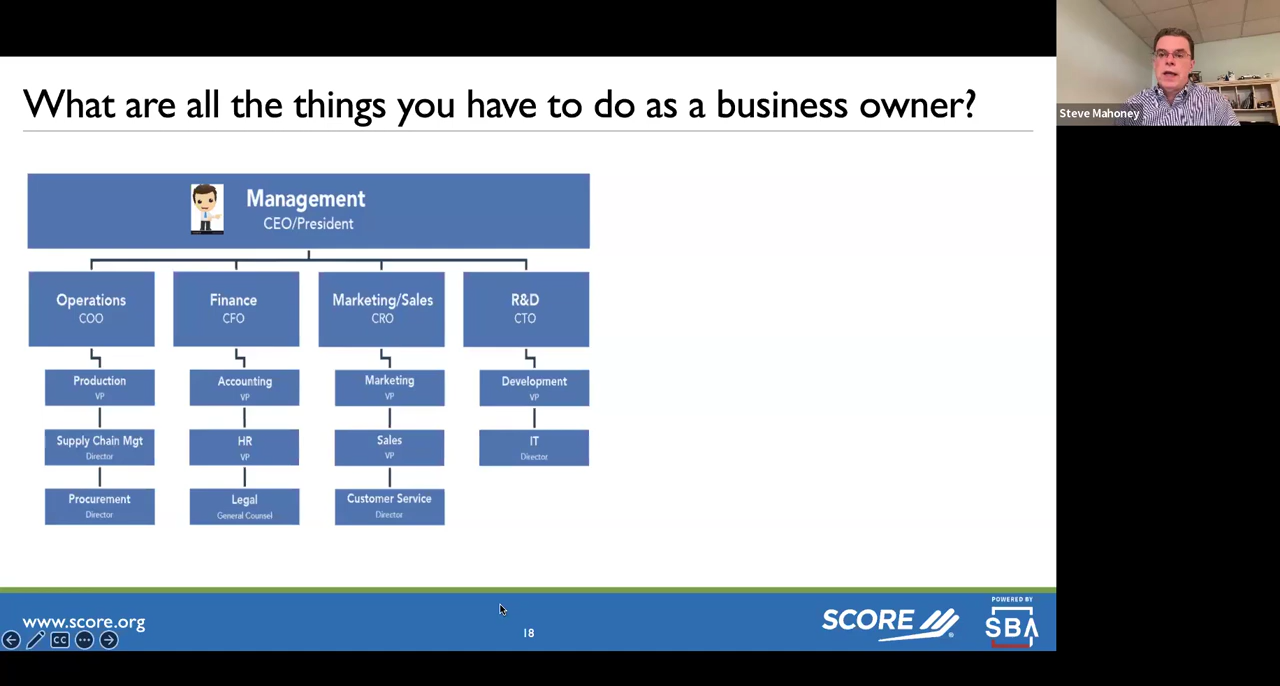 What are all the things you have to do as a business owner?
Steve Mahoney
Management
CEO/President
Operations
COO
Finance
CFO
Marketing/Sales
CRO
R&D
CTO
Production
VP
Accounting
VP
Marketing
VP
Development
VP
Supply Chain Mgt
Director
HR
VP
Sales
VP
IT
Director
Procurement
Director
Legal
General Counsel
Customer Service
Director
www.score.org
CC
18
SCORE
®
POWERED BY
SBA